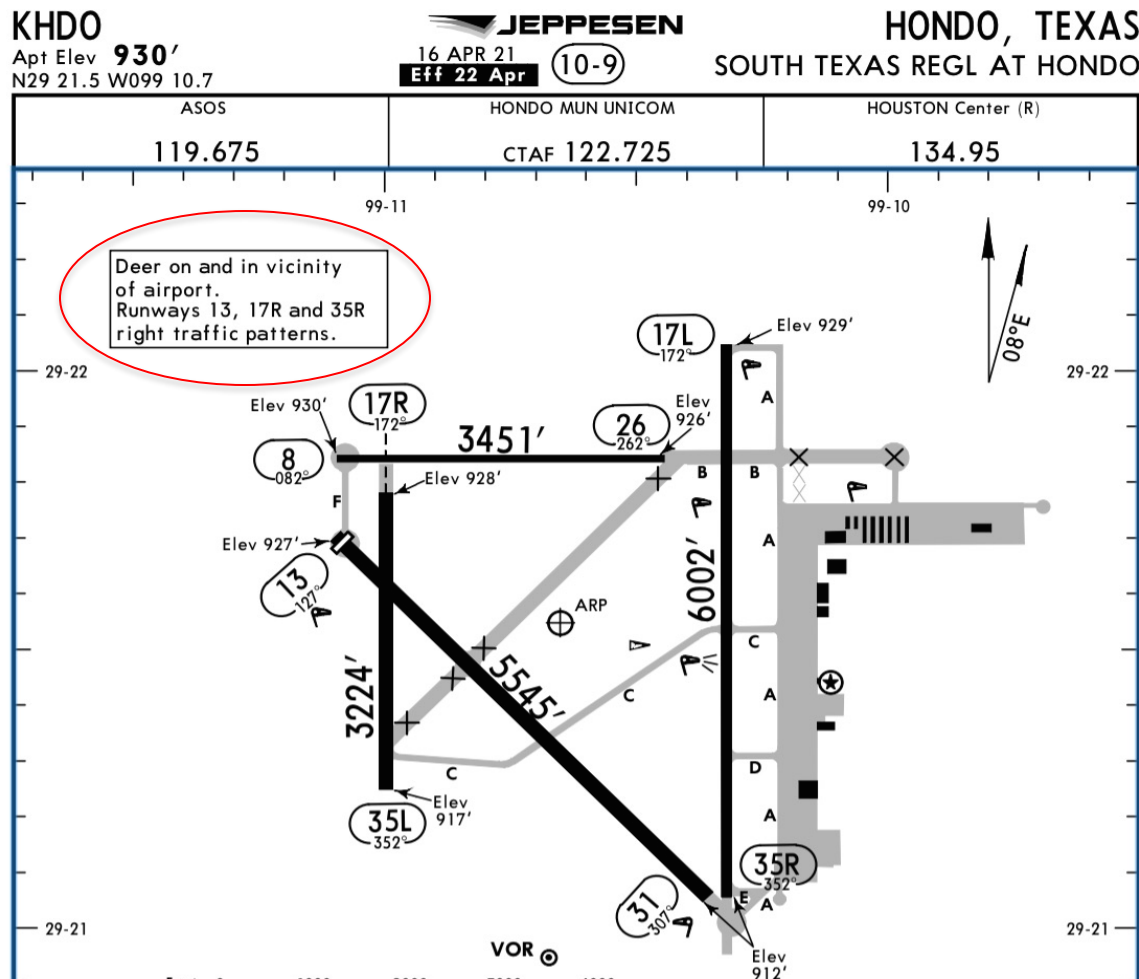 KHDO
JEPPESEN
HONDO, TEXAS
Apt Elev 930'
16 APR 21
10-9
SOUTH TEXAS REGL AT HONDO
N29 21.5 W099 10.7
Eff 22 Apr
ASOS
HONDO MUN UNICOM
HOUSTON Center (R)
119.675
CTAF 122.725
134.95
99-11
99-10
Deer on and in vicinity
of airport.
Runways 13, 17R and 35R
right traffic patterns.
08°E
17L
172°
Elev 929'
29-22
29-22
A
Elev 930'
17R
172°
Elev
926'
26
262°
3451'
8
082°
Elev 928'
B
B
F
Elev 927'
A
6002'
13
127°
ARP
C
3224'
5545'
C
A
C
D
A
Elev
917'
35L
352°
35R
352°
E
A
31
307°
29-21
29-21
VOR
Elev
912'